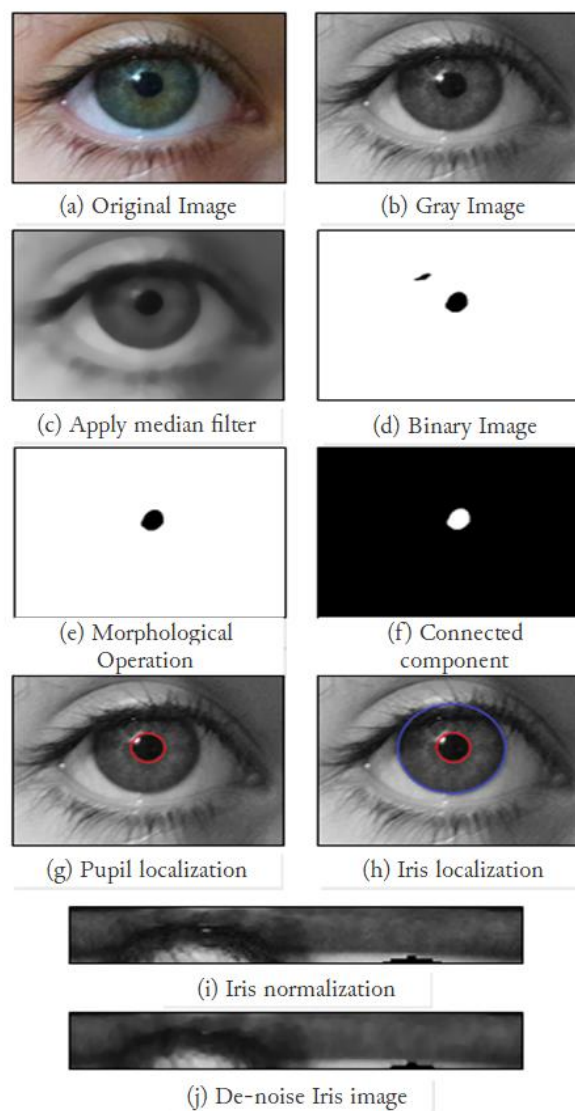 (a) Original Image
(b) Gray Image
(c) Apply median filter
(d) Binary Image
(e) Morphological
Operation
(f) Connected
component
(g) Pupil localization
(h) Iris localization
(i) Iris normalization
(j) De-noise Iris image